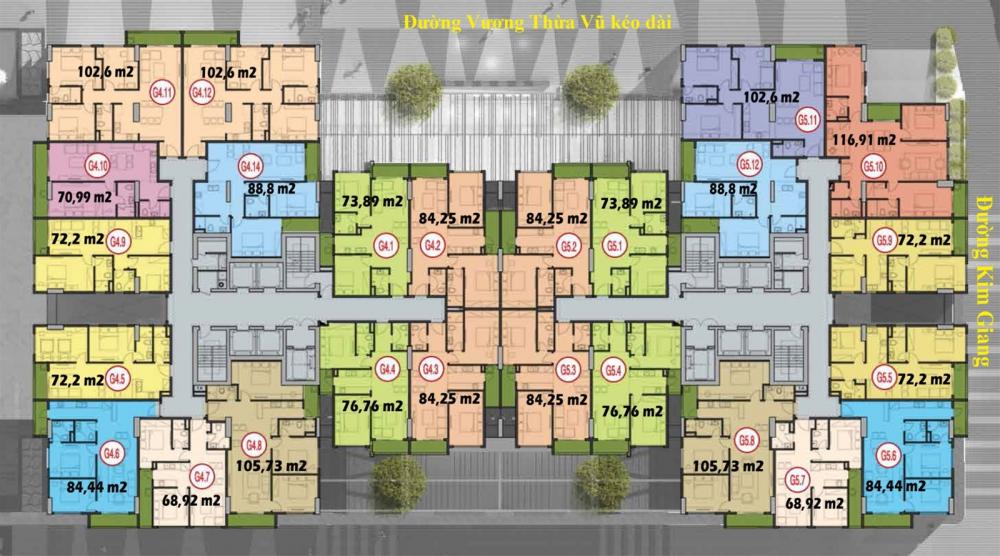 Đường Vương Thừa Vũ kéo dài
102,6 m2
G4.11
102,6 m2
G4.12
102,6 m2
G5.11
116,91 m2
G5.10
G4.10
70,99 m2
G4.14
88,8 m2
73,89 m2
G4.1
84,25 m2
G4.2
84,25 m2
G5.2
73,89 m2
G5.1
G5.12
88,8 m2
72,2 m2
G4.9
G5.9
72,2 m2
Đường Kim Giang
72,2 m2
G4.5
G4.4
76,76 m2
G4.3
84,25 m2
G5.3
84,25 m2
G5.4
76,76 m2
G5.5
72,2 m2
G4.6
84,44 m2
G4.7
68,92 m2
G4.8
105,73 m2
G5.8
105,73 m2
G5.7
68,92 m2
G5.6
84,44 m2